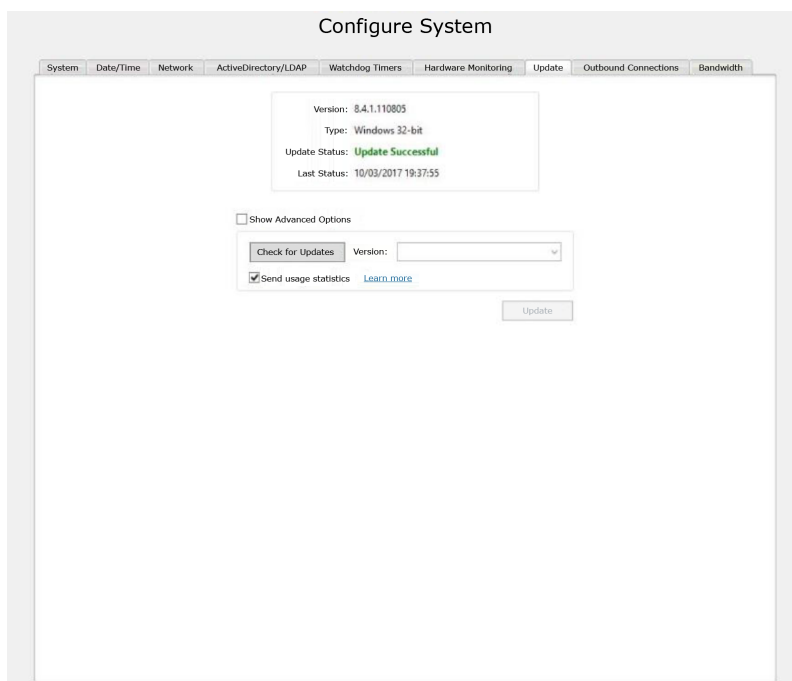 Configure System
System Date/Time Network ActiveDirectory/LDAP Watchdog Timers Hardware Monitoring Update Outbound Connections Bandwidth
Version: 8.4.1.110805
Type: Windows 32-bit
Update Status: Update Successful
Last Status: 10/03/2017 19:37:55
Show Advanced Options
Check for Updates Version:
Send usage statistics Learn more
Update